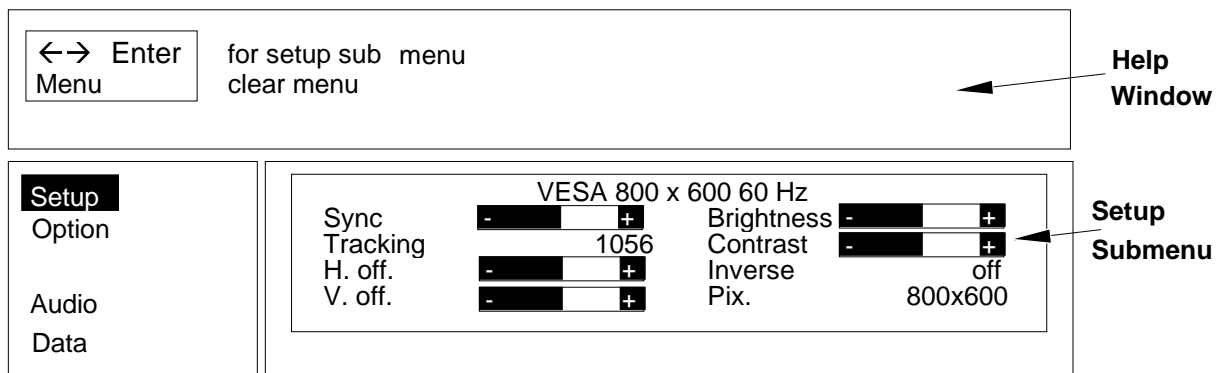 ←→ Enter for setup sub menu
Menu clear menu
Help
Window
Setup
Option
Audio
Data
VESA 800 x 600 60 Hz
Sync - + Brightness - +
Tracking 1056 Contrast - +
H. off. - + Inverse off
V. off. - + Pix. 800x600
Setup
Submenu